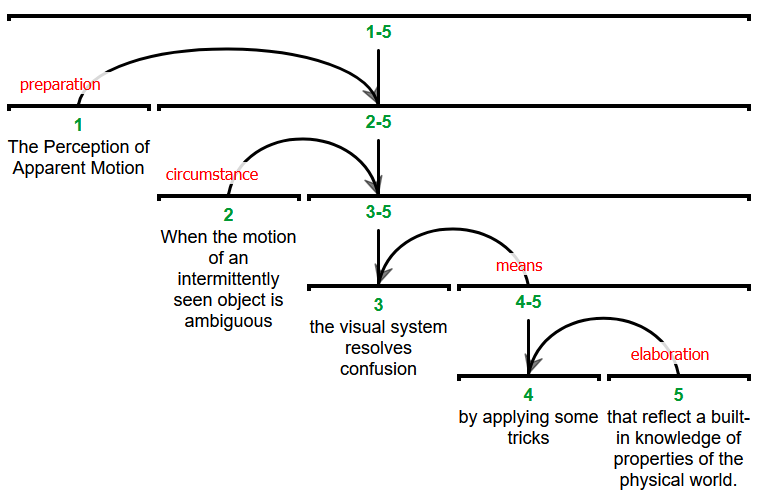 1-5
preparation
1
2-5
The Perception of
Apparent Motion
circumstance
2
3-5
When the motion
of an
intermittently
seen object is
ambiguous
means
3
4-5
the visual system
resolves
confusion
elaboration
4
5
by applying some
tricks
that reflect a built-
in knowledge of
properties of the
physical world.